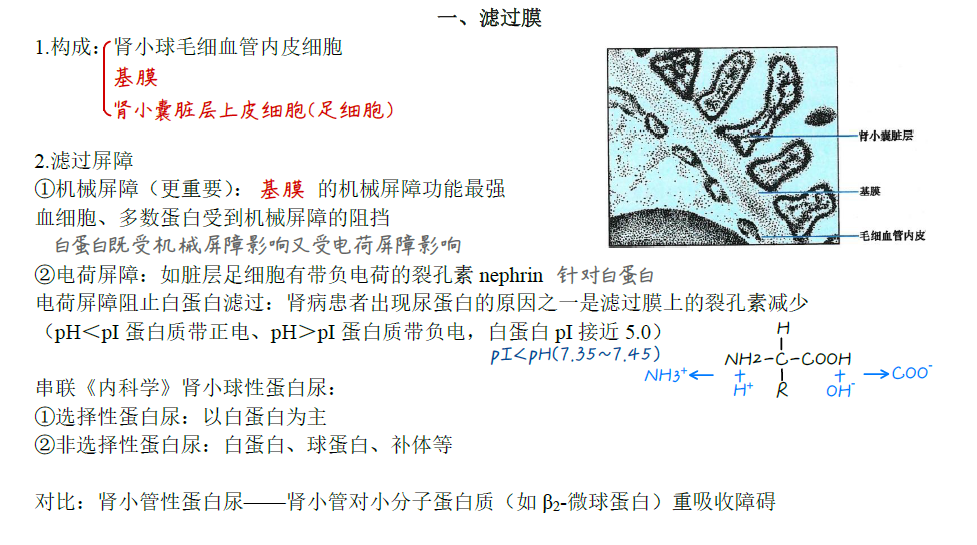 一、滤过膜
1.构成：肾小球毛细血管内皮细胞
基膜
肾小囊脏层上皮细胞(足细胞)
肾小囊脏层
基膜
毛细血管内皮
2.滤过屏障
①机械屏障（更重要）： 基膜 的机械屏障功能最强
血细胞、多数蛋白受到机械屏障的阻挡
白蛋白既受机械屏障影响又受电荷屏障影响
②电荷屏障：如脏层足细胞有带负电荷的裂孔素 nephrin 针对白蛋白
电荷屏障阻止白蛋白滤过：肾病患者出现尿蛋白的原因之一是滤过膜上的裂孔素减少
（pH＜pI 蛋白质带正电、pH＞pI 蛋白质带负电，白蛋白 pI 接近 5.0）
pI<pH(7.35~7.45)
H
NH2-C-COOH
NH3⁺← + + →COO⁻
H⁺ R OH⁻
串联《内科学》肾小球性蛋白尿：
①选择性蛋白尿：以白蛋白为主
②非选择性蛋白尿：白蛋白、球蛋白、补体等
对比：肾小管性蛋白尿——肾小管对小分子蛋白质（如 β₂-微球蛋白）重吸收障碍